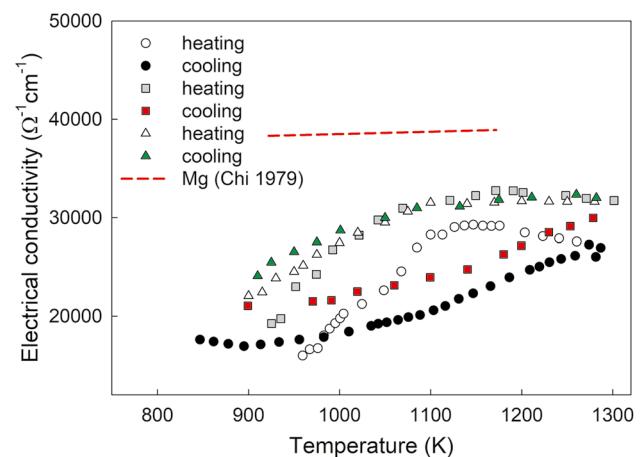 50000
40000
30000
20000
Electrical conductivity (Ω⁻¹cm⁻¹)
heating
cooling
heating
cooling
heating
cooling
Mg (Chi 1979)
800 900 1000 1100 1200 1300
Temperature (K)